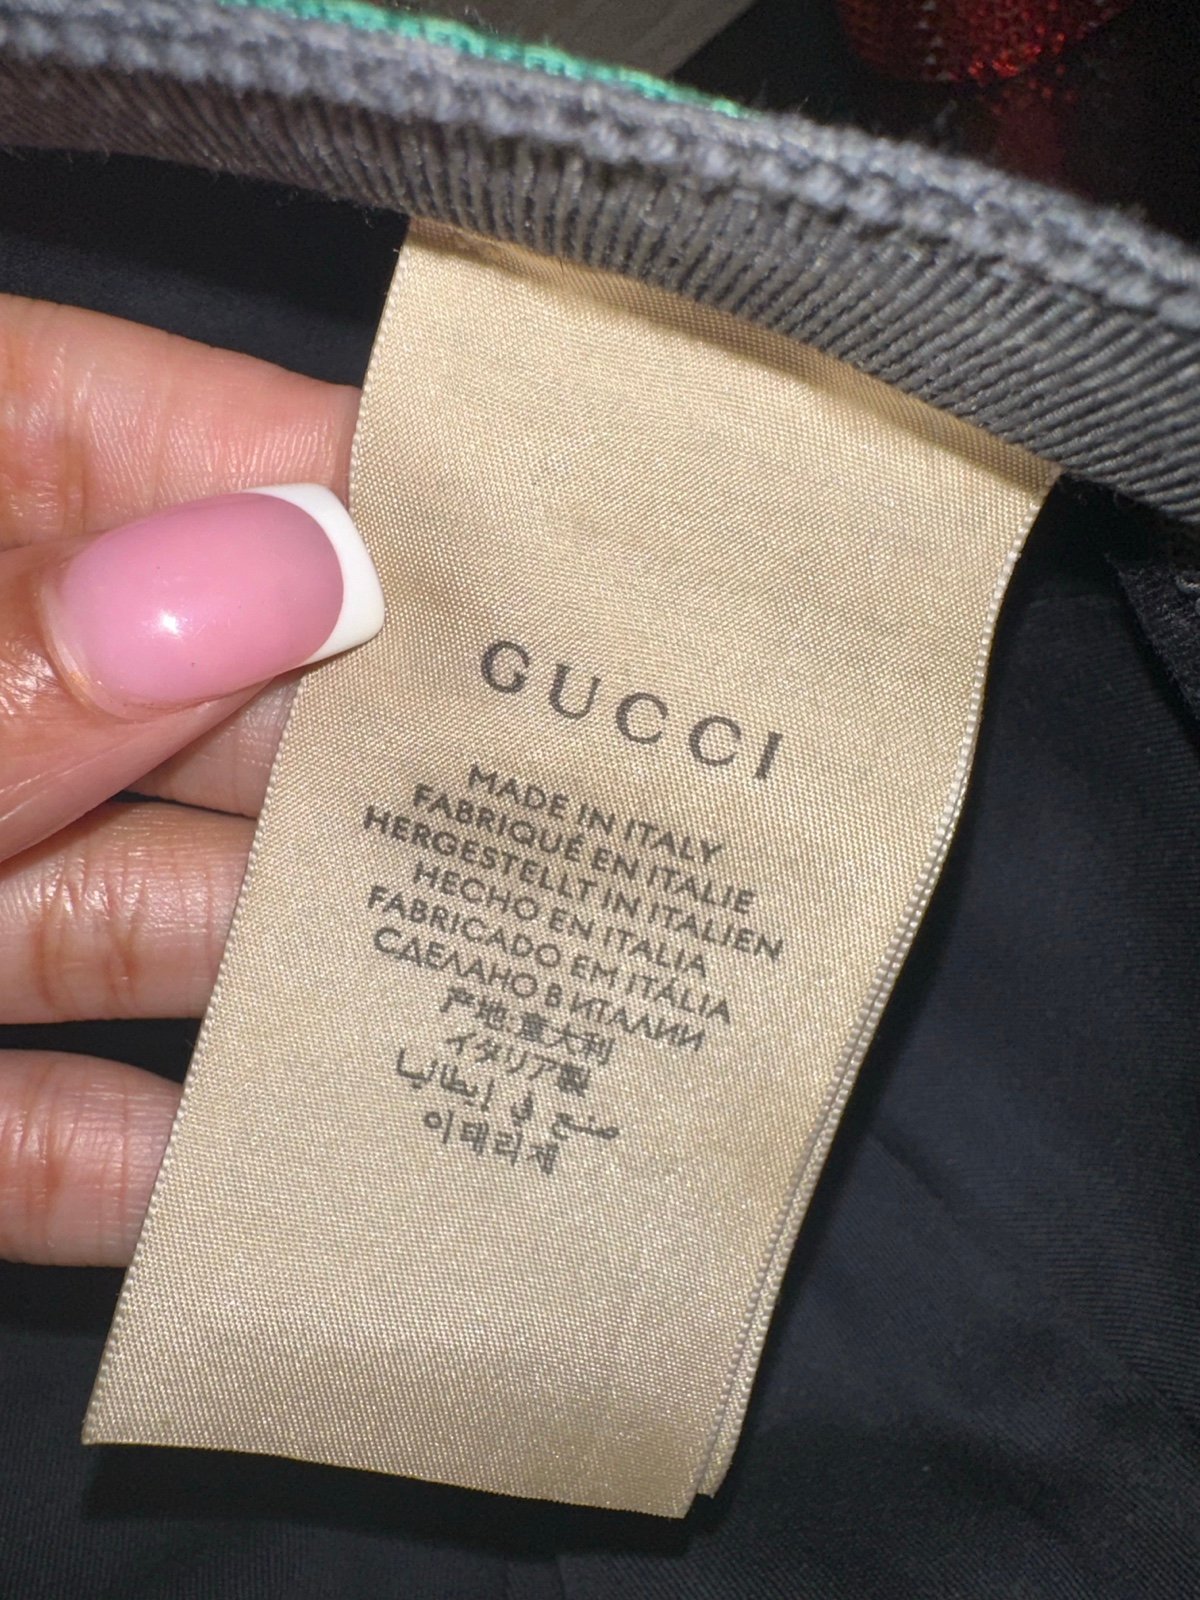 GUCCI
MADE IN ITALY
FABRIQUÉ EN ITALIE
HERGESTELLT IN ITALIEN
HECHO EN ITALIA
FABRICADO EM ITÁLIA
СДЕЛАНО В ИТАЛИИ
产地:意大利
イタリア製
صنع في إيطاليا
이태리제